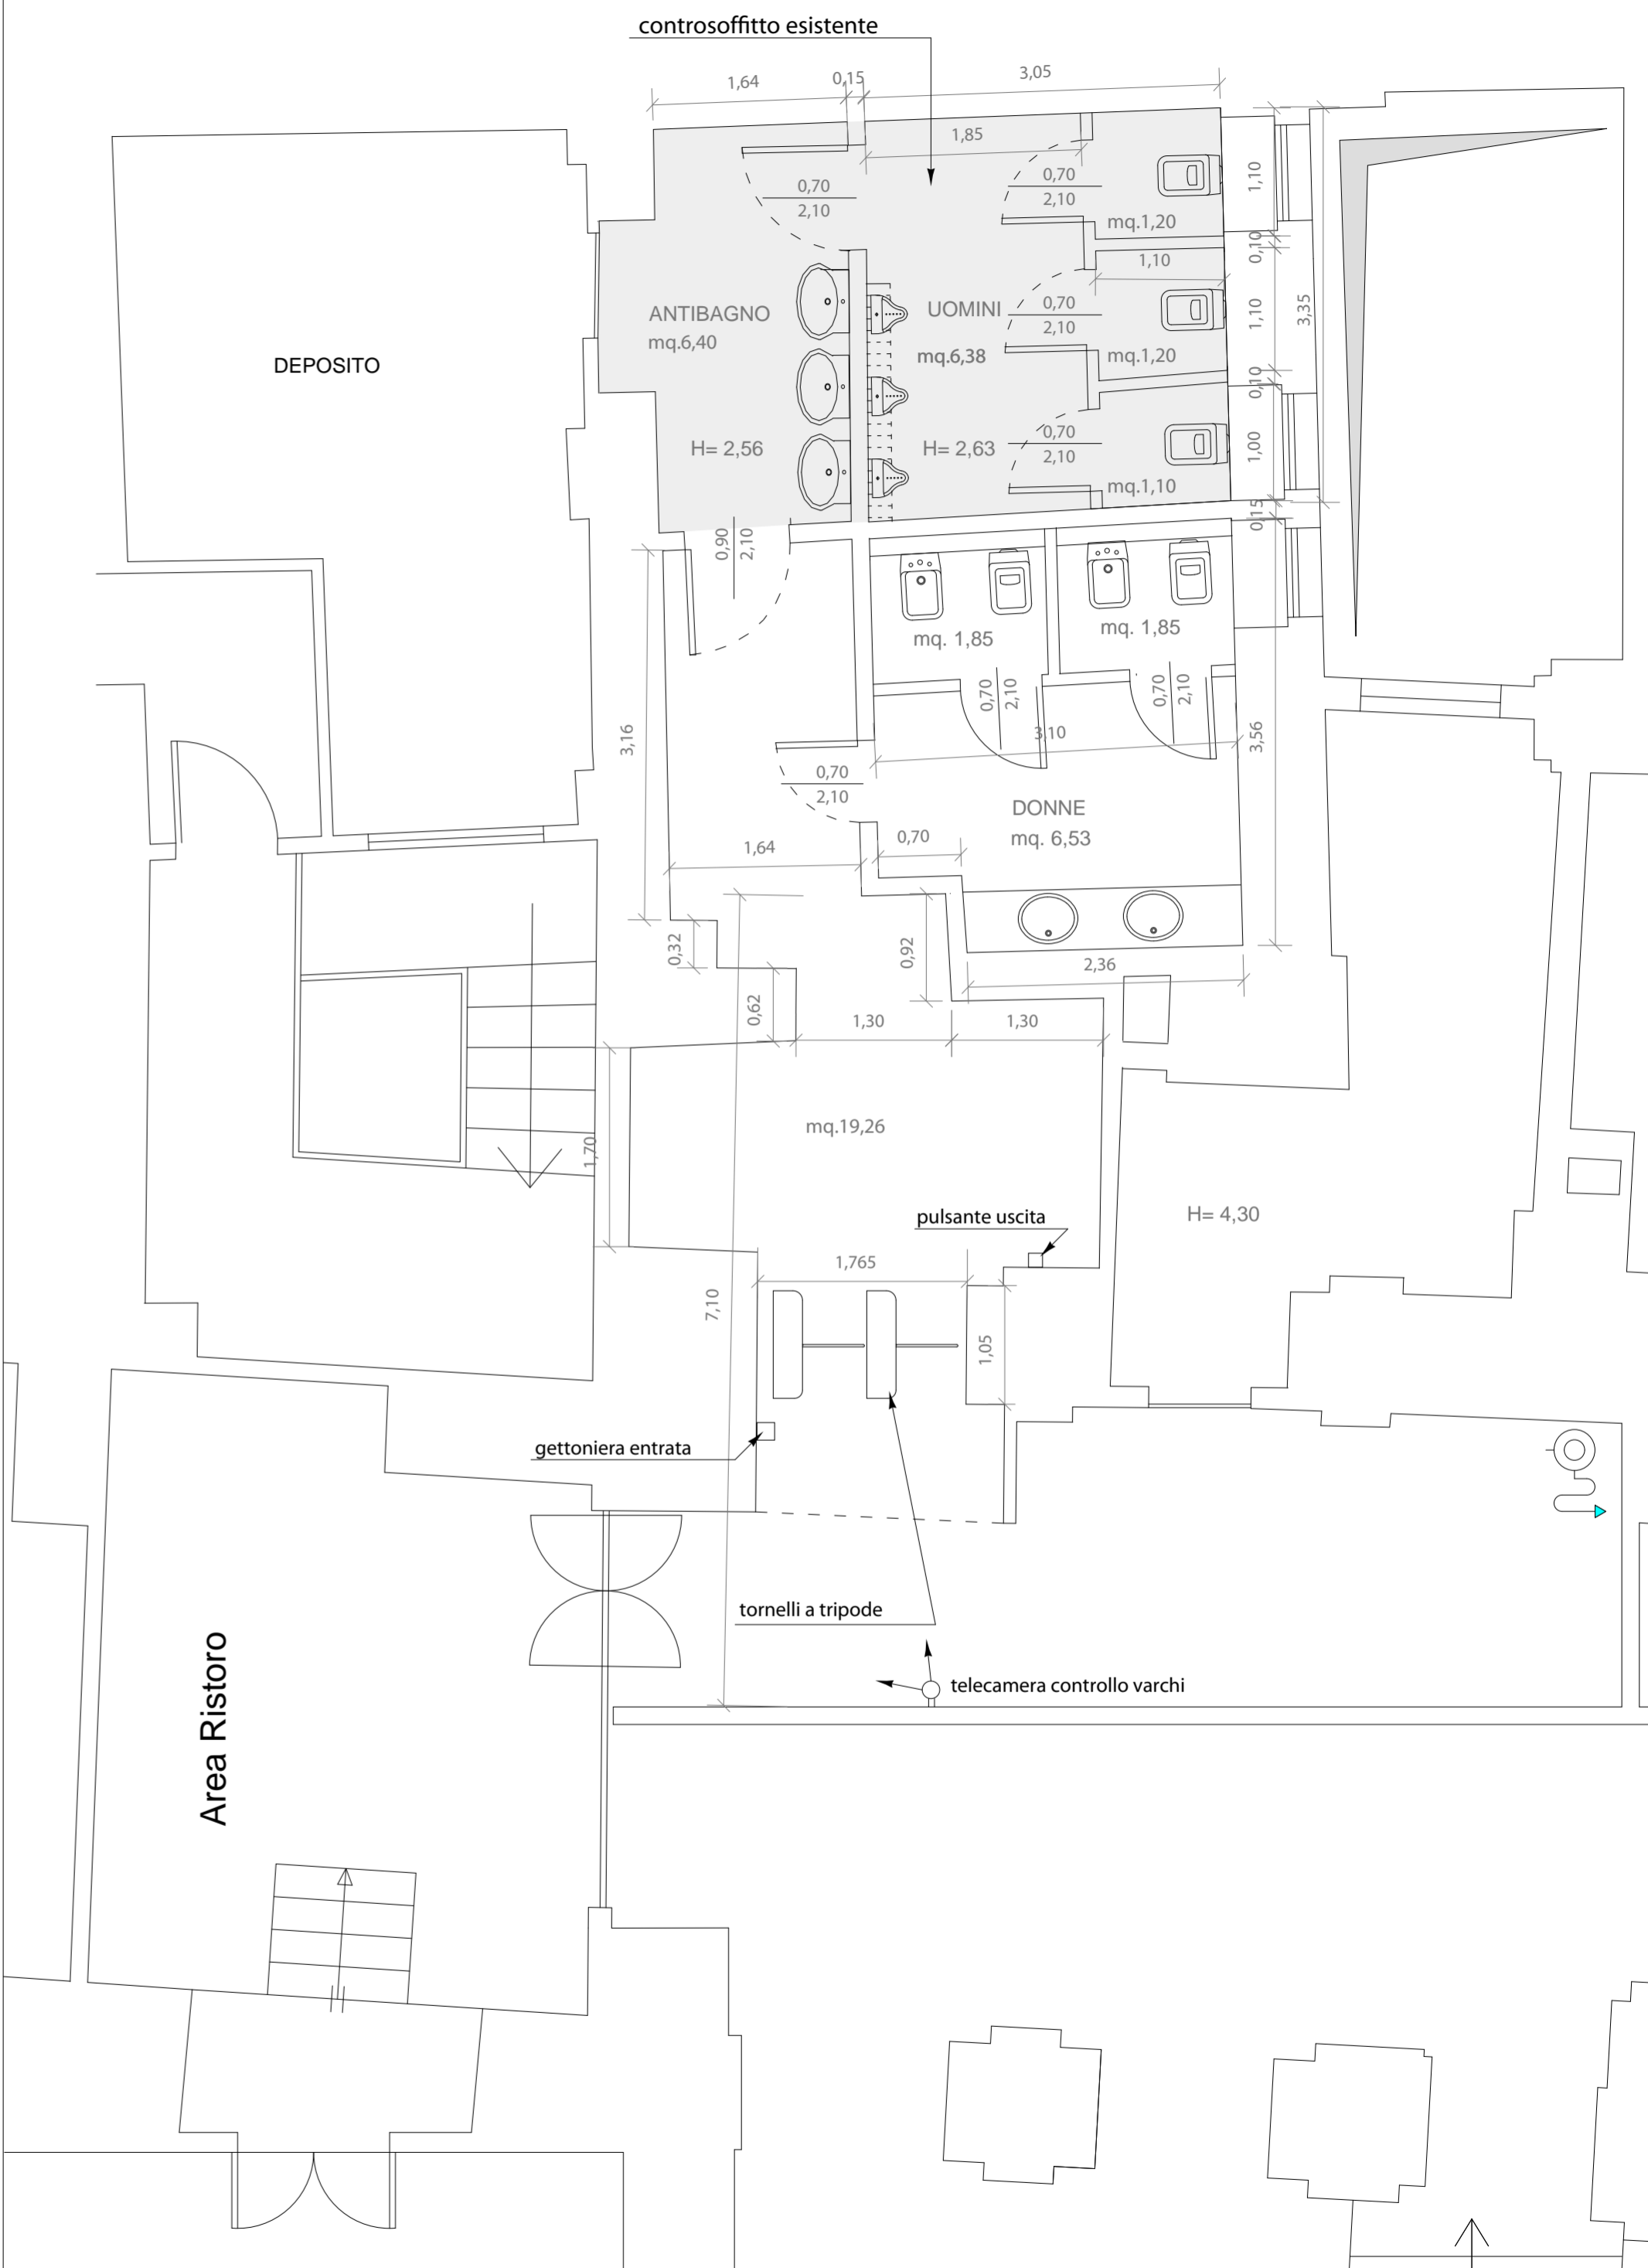 controsoffitto esistente
1,64
0,15
3,05
1,85
0,70
2,10
0,70
2,10
mq.1,20
1,10
0,10
1,10
ANTIBAGNO
mq.6,40
UOMINI
mq.6,38
0,70
2,10
mq.1,20
1,10
3,35
DEPOSITO
0,10
H= 2,56
H= 2,63
0,70
2,10
mq.1,10
1,00
0,15
0,90
2,10
mq. 1,85
mq. 1,85
0,70
2,10
0,70
2,10
3,16
3,10
3,56
0,70
2,10
DONNE
mq. 6,53
1,64
0,70
0,32
0,92
2,36
0,62
1,30
1,30
mq.19,26
1,70
pulsante uscita
H= 4,30
1,765
7,10
1,05
gettoniera entrata
tornelli a tripode
telecamera controllo varchi
Area Ristoro